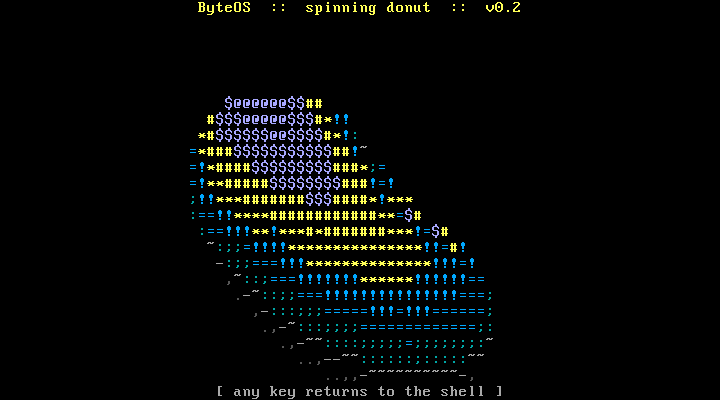 ByteOS  ::  spinning donut  ::  v0.2
[ any key returns to the shell ]